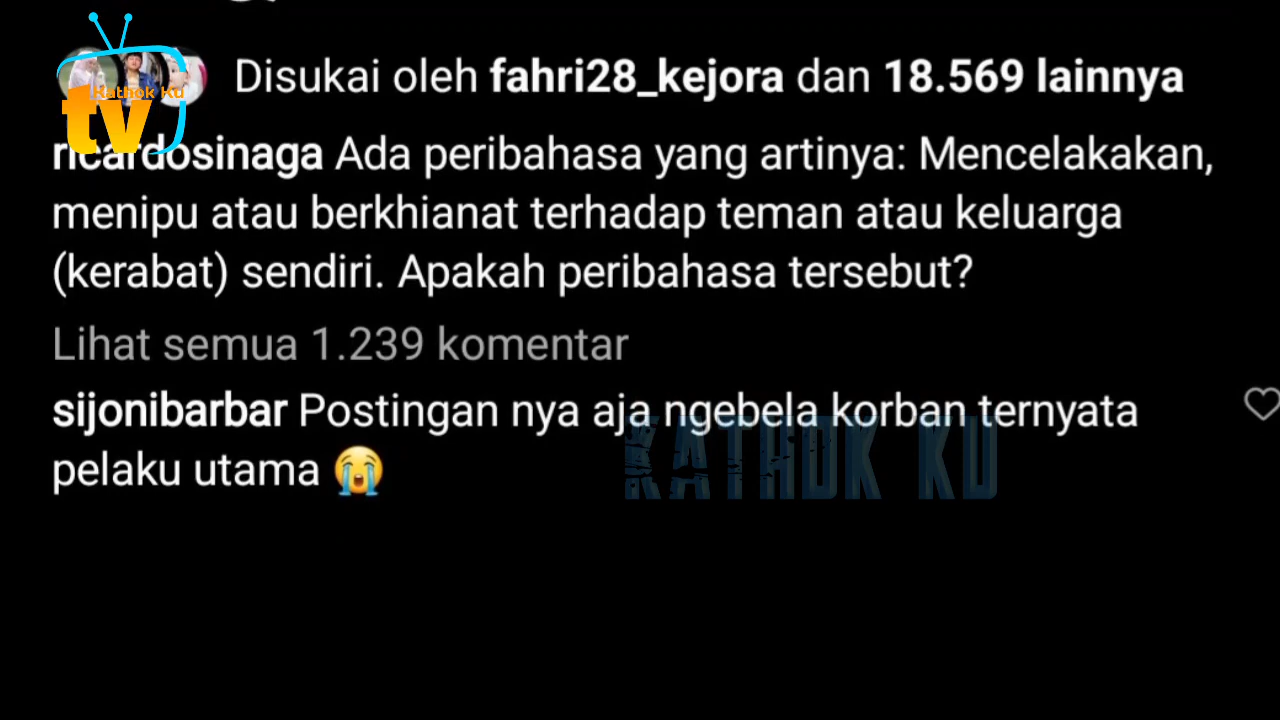 Kathok Ku
tv
Disukai oleh fahri28_kejora dan 18.569 lainnya
ricardosinaga Ada peribahasa yang artinya: Mencelakakan,
menipu atau berkhianat terhadap teman atau keluarga
(kerabat) sendiri. Apakah peribahasa tersebut?
Lihat semua 1.239 komentar
sijonibarbar Postingan nya aja ngebela korban ternyata
pelaku utama 😭
KATHOK KU